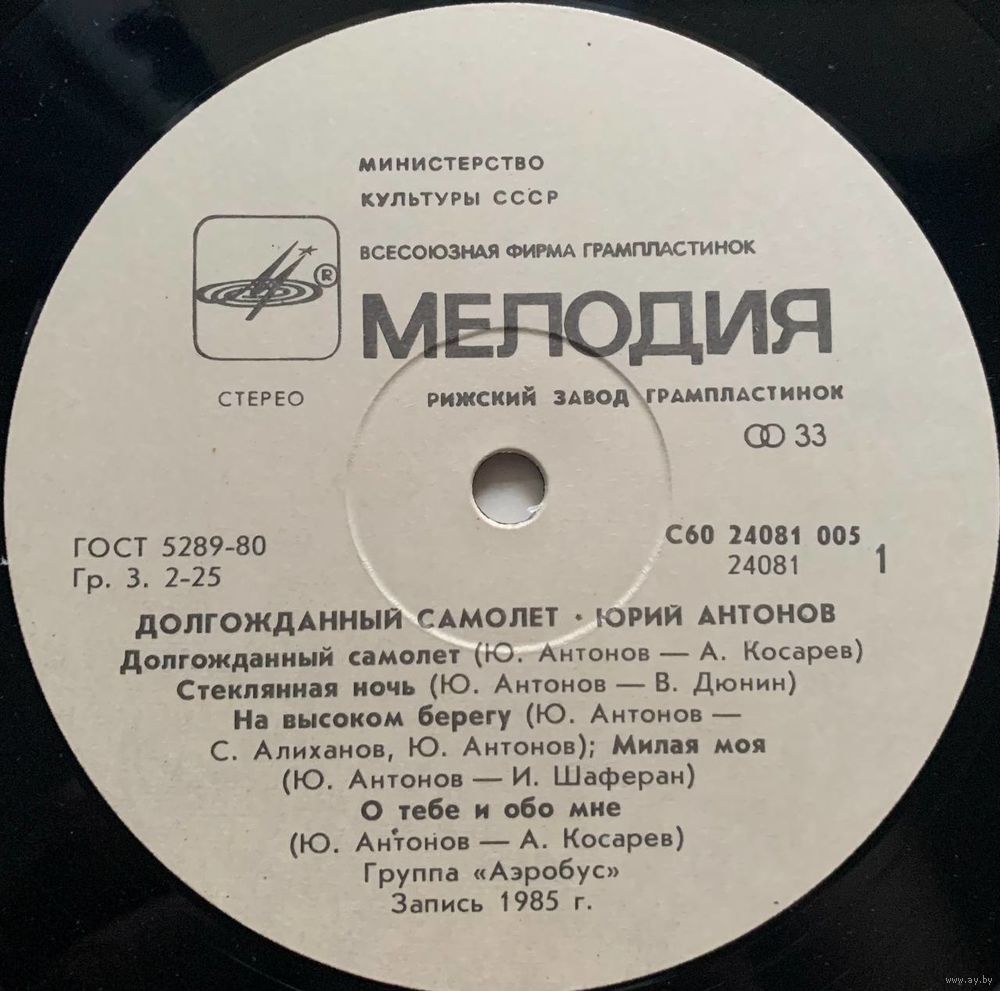 МИНИСТЕРСТВО
КУЛЬТУРЫ СССР
ВСЕСОЮЗНАЯ ФИРМА ГРАМПЛАСТИНОК
®
МЕЛОДИЯ
СТЕРЕО
РИЖСКИЙ ЗАВОД ГРАМПЛАСТИНОК
33
ГОСТ 5289-80
Гр. 3. 2-25
С60 24081 005
24081
1
ДОЛГОЖДАННЫЙ САМОЛЕТ · ЮРИЙ АНТОНОВ
Долгожданный самолет (Ю. Антонов — А. Косарев)
Стеклянная ночь (Ю. Антонов — В. Дюнин)
На высоком берегу (Ю. Антонов —
С. Алиханов, Ю. Антонов); Милая моя
(Ю. Антонов — И. Шаферан)
О тебе и обо мне
(Ю. Антонов — А. Косарев)
Группа «Аэробус»
Запись 1985 г.
www.ay.by